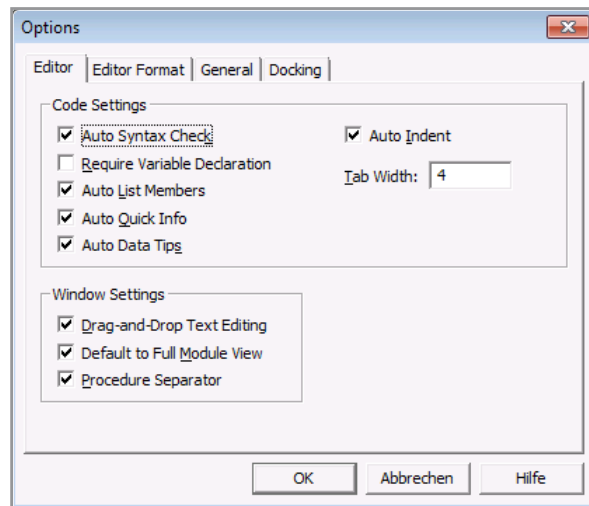 Options
Editor Editor Format General Docking
Code Settings
Auto Syntax Check Auto Indent
Require Variable Declaration
Tab Width: 4
Auto List Members
Auto Quick Info
Auto Data Tips
Window Settings
Drag-and-Drop Text Editing
Default to Full Module View
Procedure Separator
OK Abbrechen Hilfe